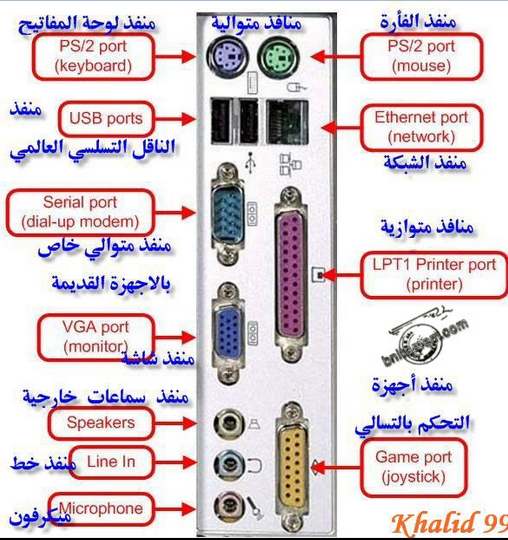 منفذ لوحة المفاتيح
منافذ متوالية
منفذ الفأرة
PS/2 port
(keyboard)
PS/2 port
(mouse)
منفذ
USB ports
الناقل التسلسي العالمي
Ethernet port
(network)
منفذ الشبكة
Serial port
(dial-up modem)
منفذ متوالي خاص
بالاجهزة القديمة
منافذ متوازية
LPT1 Printer port
(printer)
VGA port
(monitor)
منفذ شاشة
منفذ سماعات خارجية
Speakers
منفذ أجهزة
التحكم بالتسالي
Line In
منفذ خط
Game port
(joystick)
Microphone
ميكرفون
Khalid 99